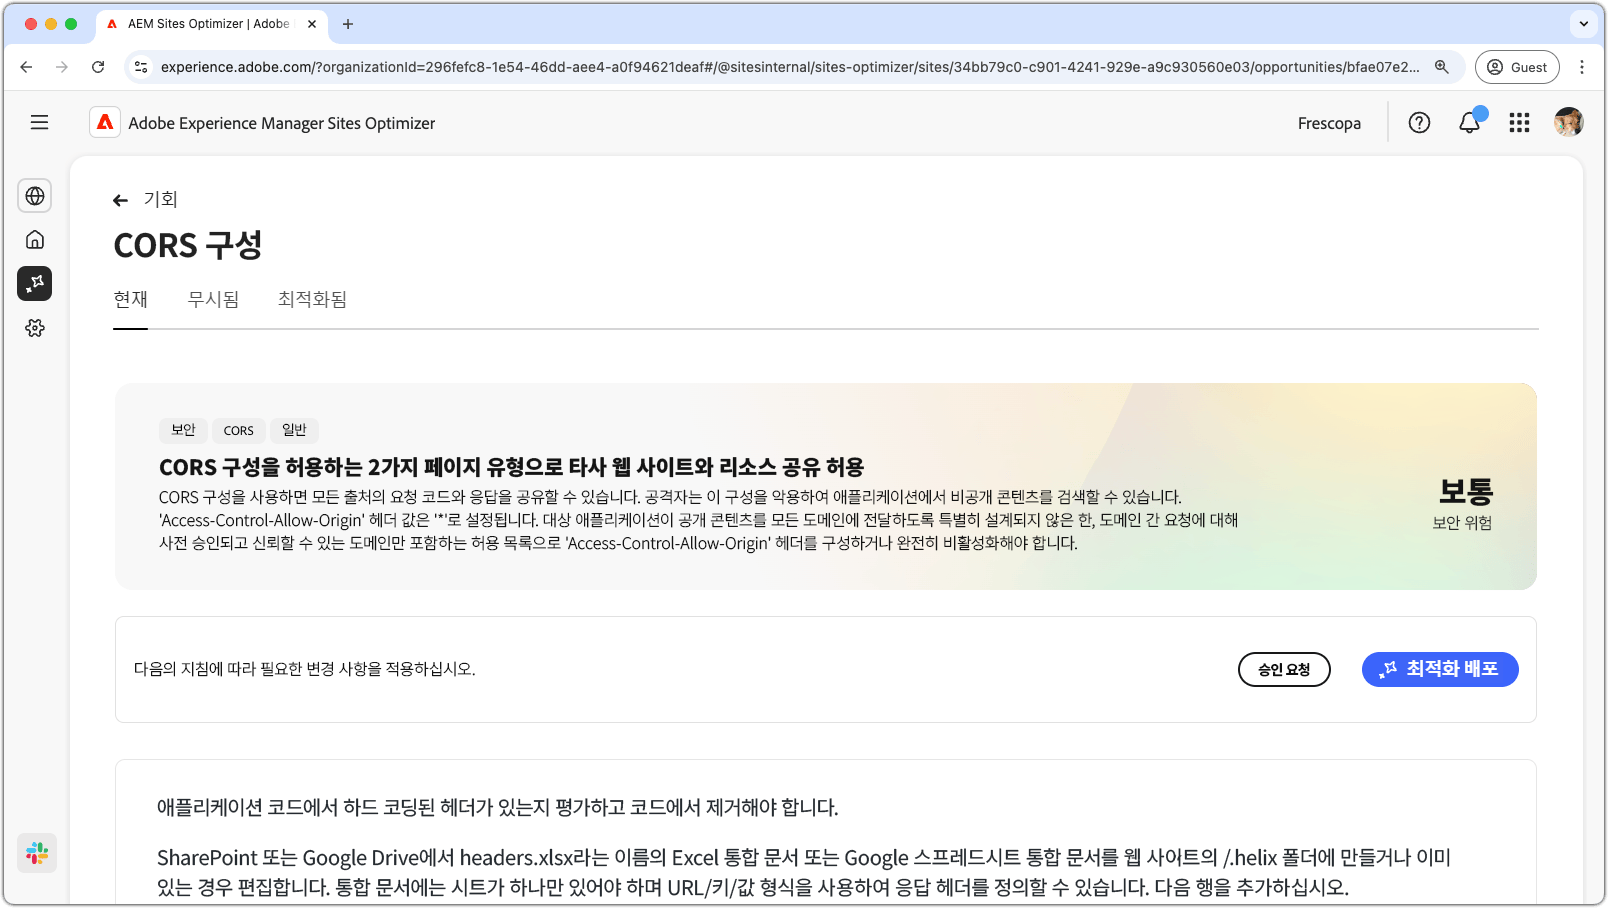 AEM Sites Optimizer | Adobe
experience.adobe.com/?organizationId=296fefc8-1e54-46dd-aee4-a0f94621deaf#/@sitesinternal/sites-optimizer/sites/34bb79c0-c901-4241-929e-a9c930560e03/opportunities/bfae07e2...
Guest
Adobe Experience Manager Sites Optimizer
Frescopa
기회
CORS 구성
현재 무시됨 최적화됨
보안 CORS 일반
CORS 구성을 허용하는 2가지 페이지 유형으로 타사 웹 사이트와 리소스 공유 허용
CORS 구성을 사용하면 모든 출처의 요청 코드와 응답을 공유할 수 있습니다. 공격자는 이 구성을 악용하여 애플리케이션에서 비공개 콘텐츠를 검색할 수 있습니다.
'Access-Control-Allow-Origin' 헤더 값은 '*'로 설정됩니다. 대상 애플리케이션이 공개 콘텐츠를 모든 도메인에 전달하도록 특별히 설계되지 않은 한, 도메인 간 요청에 대해
사전 승인되고 신뢰할 수 있는 도메인만 포함하는 허용 목록으로 'Access-Control-Allow-Origin' 헤더를 구성하거나 완전히 비활성화해야 합니다.
보통
보안 위험
다음의 지침에 따라 필요한 변경 사항을 적용하십시오.
승인 요청
최적화 배포
애플리케이션 코드에서 하드 코딩된 헤더가 있는지 평가하고 코드에서 제거해야 합니다.
SharePoint 또는 Google Drive에서 headers.xlsx라는 이름의 Excel 통합 문서 또는 Google 스프레드시트 통합 문서를 웹 사이트의 /.helix 폴더에 만들거나 이미
있는 경우 편집합니다. 통합 문서에는 시트가 하나만 있어야 하며 URL/키/값 형식을 사용하여 응답 헤더를 정의할 수 있습니다. 다음 행을 추가하십시오.